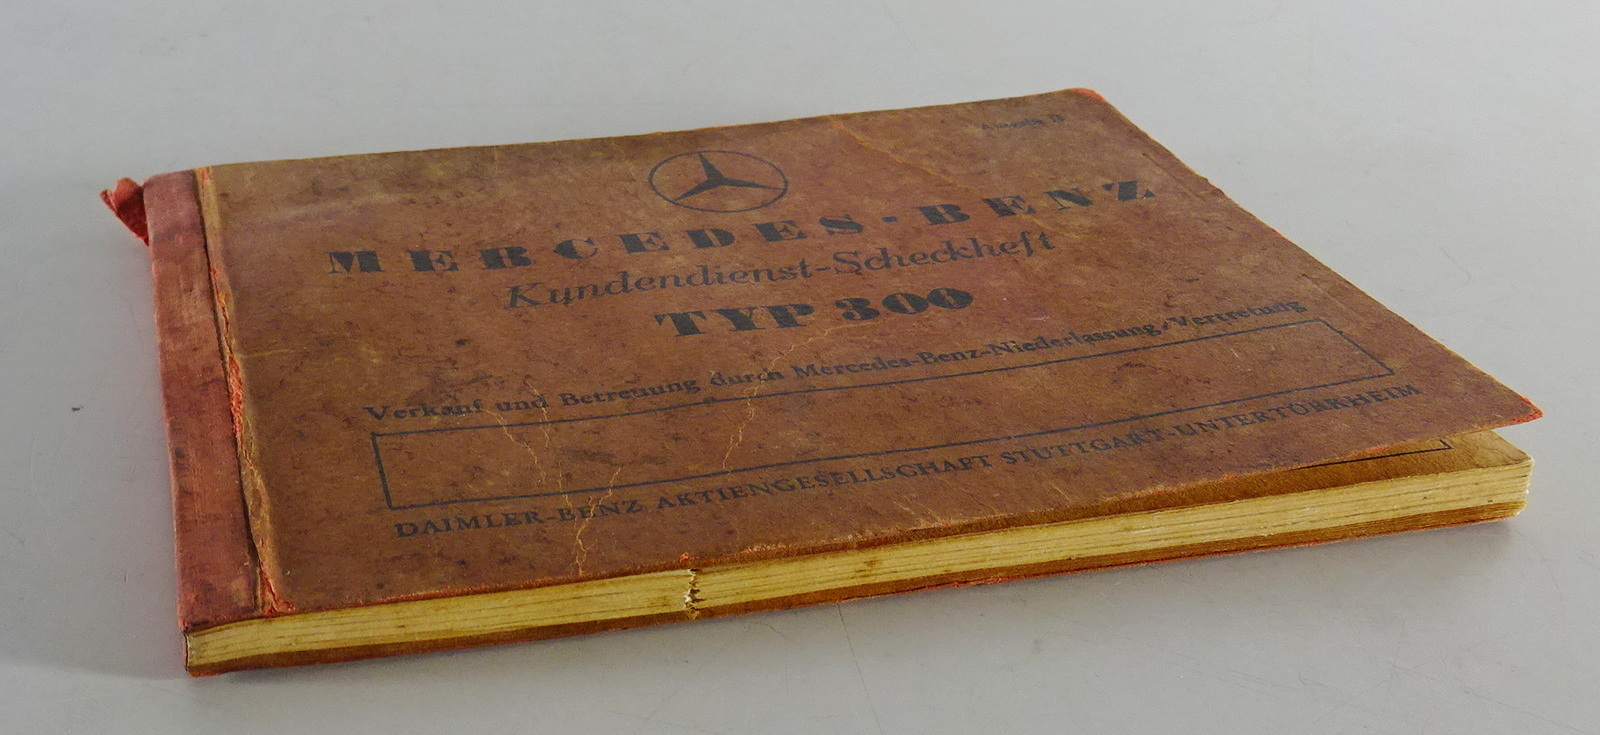 Ausgabe D
MERCEDES-BENZ
Kundendienst-Scheckheft
TYP 300
Verkauf und Betreuung durch Mercedes-Benz-Niederlassung/Vertretung
DAIMLER-BENZ AKTIENGESELLSCHAFT STUTTGART-UNTERTÜRKHEIM